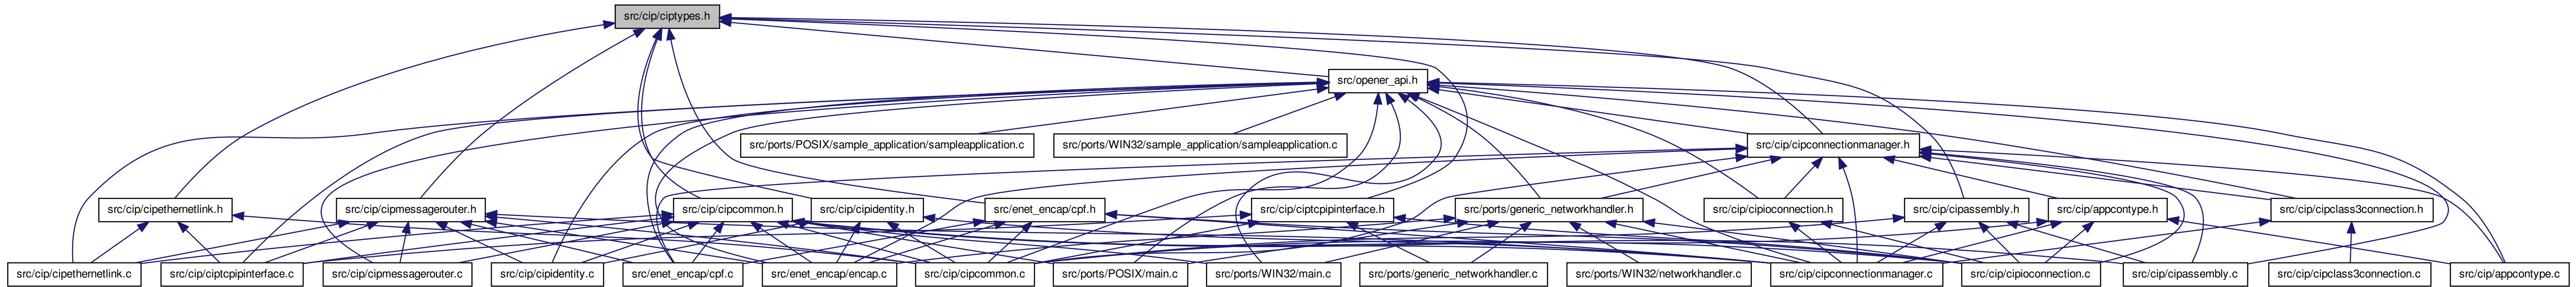 src/cip/ciptypes.h
src/opener_api.h
src/ports/POSIX/sample_application/sampleapplication.c
src/ports/WIN32/sample_application/sampleapplication.c
src/cip/cipconnectionmanager.h
src/cip/cipethernetlink.h
src/cip/cipmessagerouter.h
src/cip/cipcommon.h
src/cip/cipidentity.h
src/enet_encap/cpf.h
src/cip/ciptcpipinterface.h
src/ports/generic_networkhandler.h
src/cip/cipioconnection.h
src/cip/cipassembly.h
src/cip/appcontype.h
src/cip/cipclass3connection.h
src/cip/cipethernetlink.c
src/cip/ciptcpipinterface.c
src/cip/cipmessagerouter.c
src/cip/cipidentity.c
src/enet_encap/cpf.c
src/enet_encap/encap.c
src/cip/cipcommon.c
src/ports/POSIX/main.c
src/ports/WIN32/main.c
src/ports/generic_networkhandler.c
src/ports/WIN32/networkhandler.c
src/cip/cipconnectionmanager.c
src/cip/cipioconnection.c
src/cip/cipassembly.c
src/cip/cipclass3connection.c
src/cip/appcontype.c